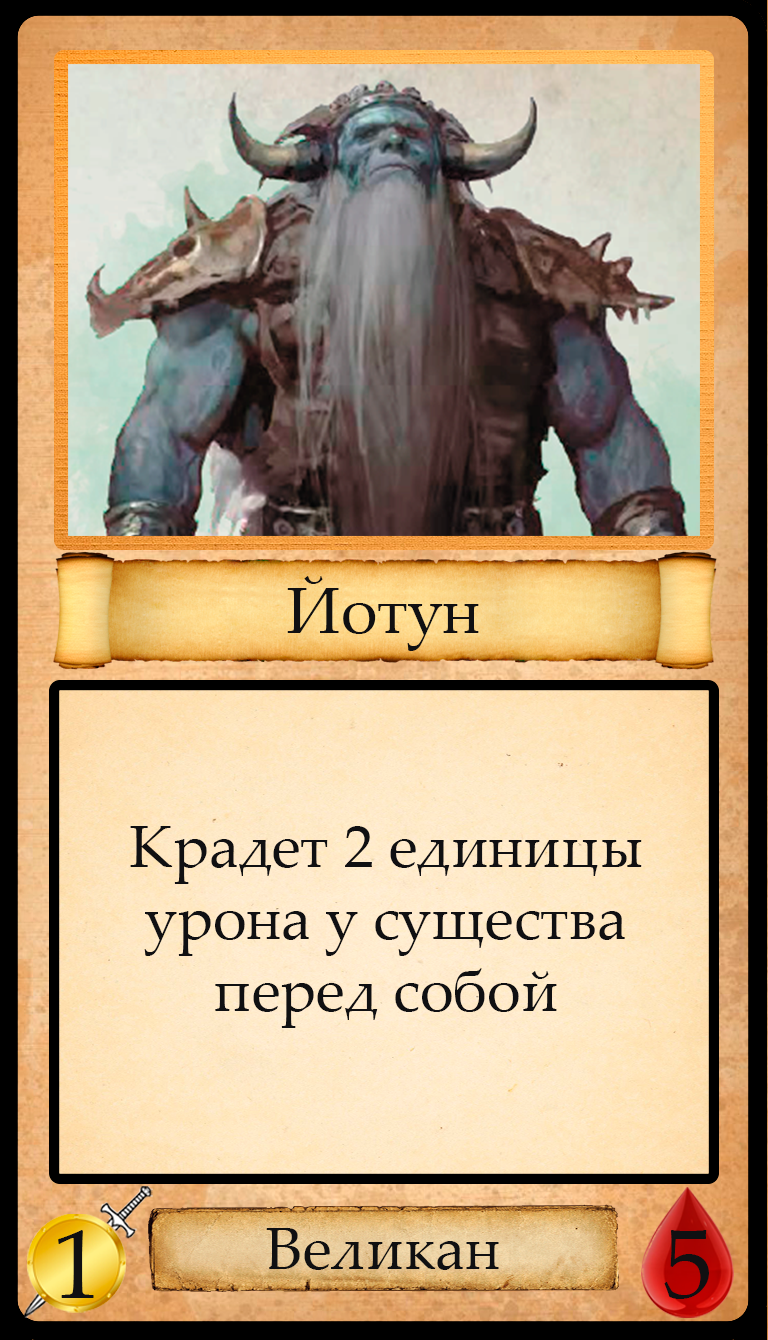 Йотун
Крадет 2 единицы
урона у существа
перед собой
1
Великан
5